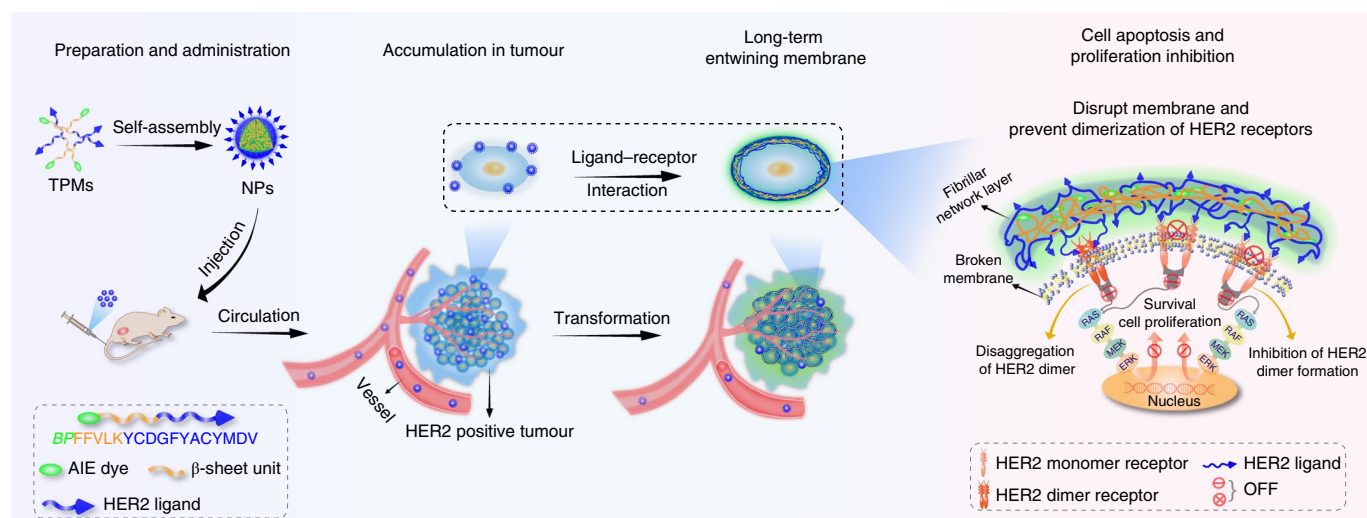 Preparation and administration
Accumulation in tumour
Long-term
entwining membrane
Cell apoptosis and
proliferation inhibition
TPMs
Self-assembly
NPs
Injection
Circulation
Ligand–receptor
Interaction
Vessel
HER2 positive tumour
Transformation
Disrupt membrane and
prevent dimerization of HER2 receptors
Fibrillar
network layer
Broken
membrane
Survival
cell proliferation
RAS
RAF
MEK
ERK
RAS
RAF
MEK
ERK
Nucleus
Disaggregation
of HER2 dimer
Inhibition of HER2
dimer formation
BPFFVLKYCDGFYACYMDV
AIE dye
β-sheet unit
HER2 ligand
HER2 monomer receptor
HER2 ligand
HER2 dimer receptor
OFF